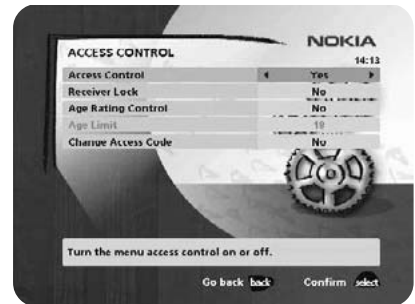 NOKIA
ACCESS CONTROL
14:13
Access Control Yes
Receiver Lock No
Age Rating Control No
Age Limit 18
Change Access Code No
Turn the menu access control on or off.
Go back back Confirm select